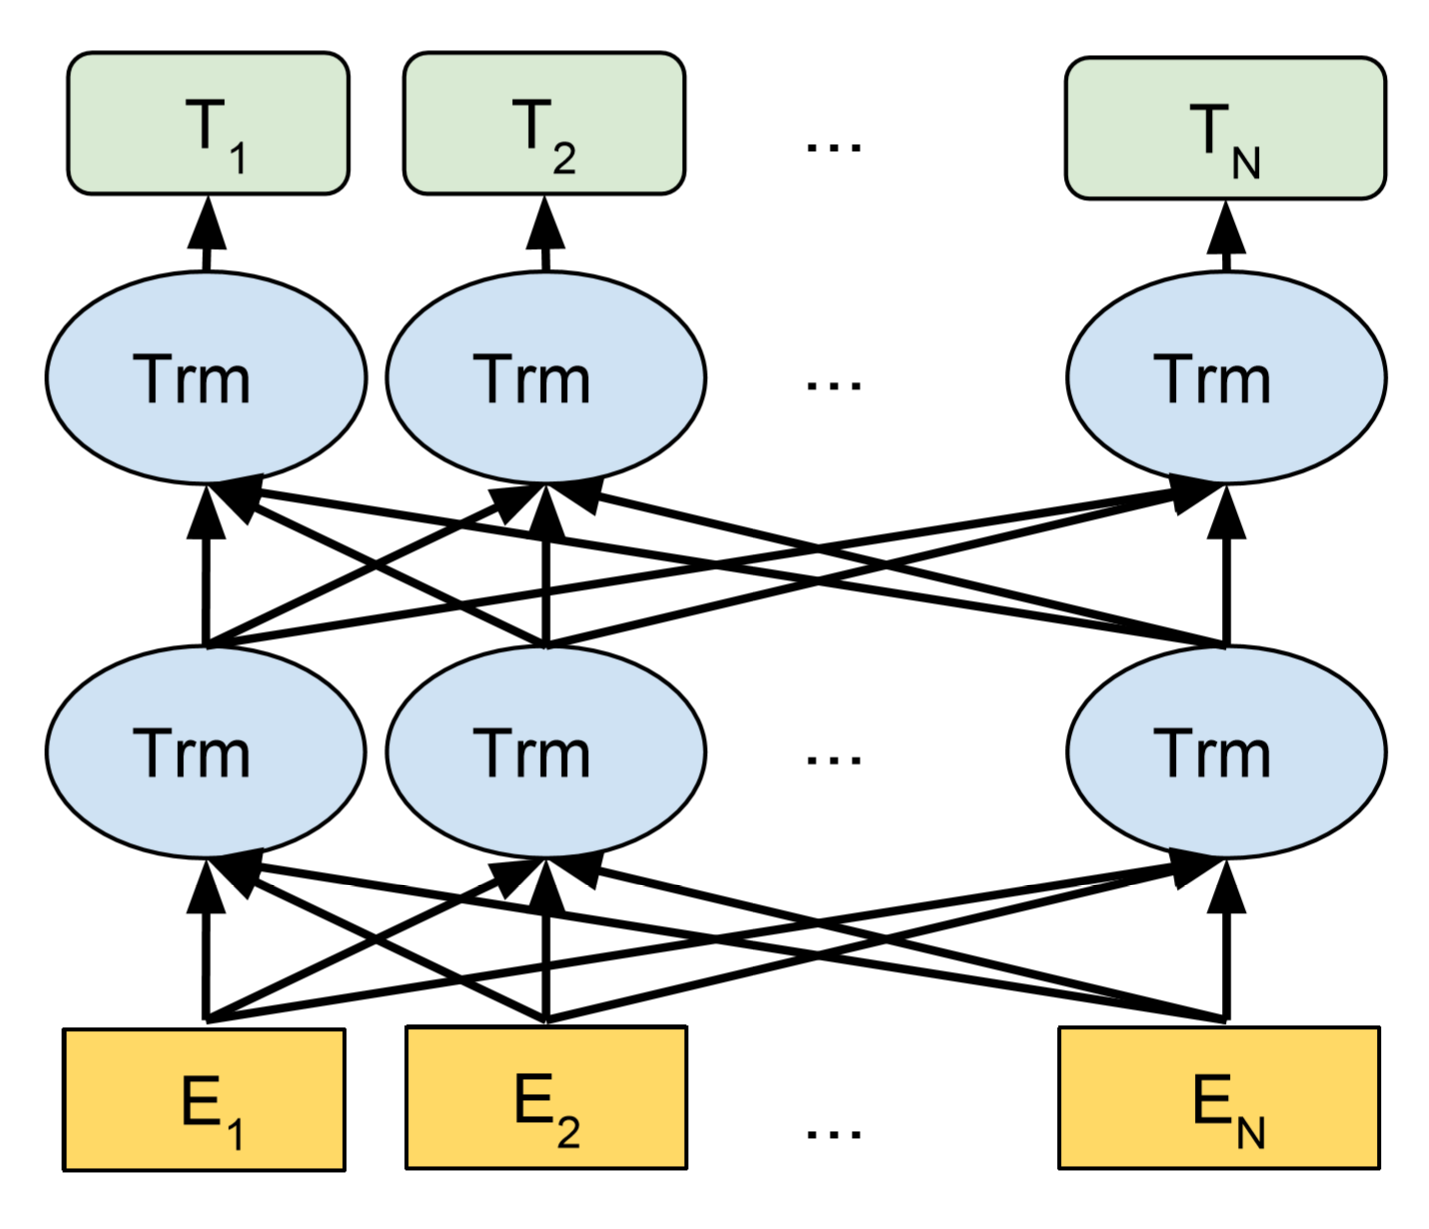 T1 T2 ... TN
Trm Trm ... Trm
Trm Trm ... Trm
E1 E2 ... EN